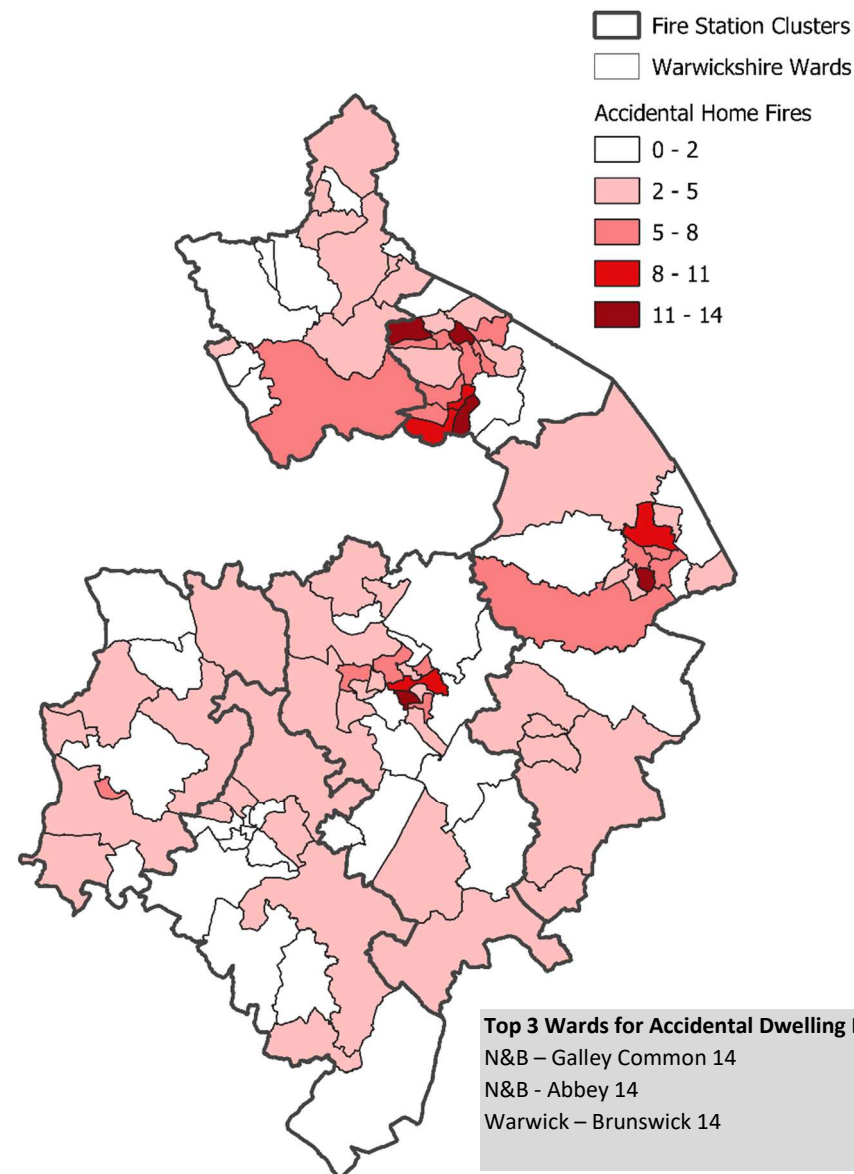 Fire Station Clusters
Warwickshire Wards
Accidental Home Fires
0 - 2
2 - 5
5 - 8
8 - 11
11 - 14
Top 3 Wards for Accidental Dwelling
N&B – Galley Common 14
N&B - Abbey 14
Warwick – Brunswick 14